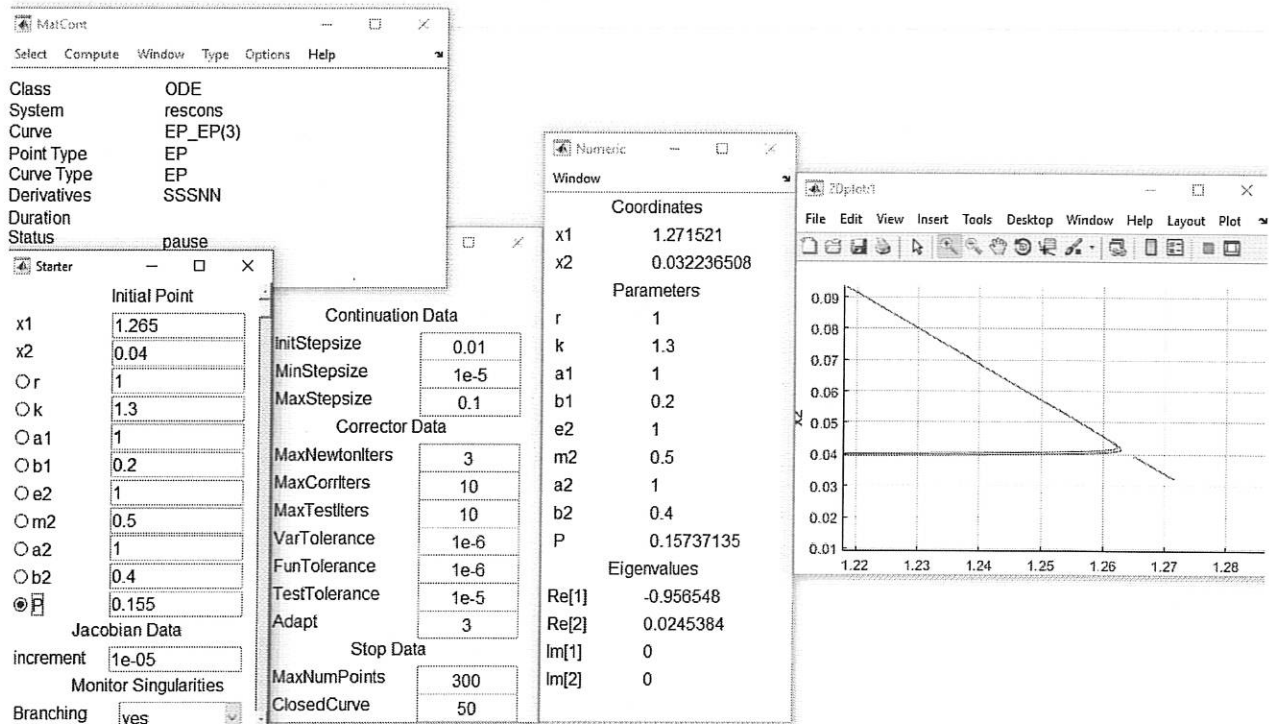 MatCont
Select Compute Window Type Options Help
Class ODE
System rescons
Curve EP_EP(3)
Point Type EP
Curve Type EP
Derivatives SSSNN
Duration
Status pause
Starter
Initial Point
x1 1.265
x2 0.04
r 1
k 1.3
a1 1
b1 0.2
e2 1
m2 0.5
a2 1
b2 0.4
P 0.155
Jacobian Data
increment 1e-05
Monitor Singularities
Branching yes
Continuation Data
InitStepsize 0.01
MinStepsize 1e-5
MaxStepsize 0.1
Corrector Data
MaxNewtonIters 3
MaxCorrIters 10
MaxTestIters 10
VarTolerance 1e-6
FunTolerance 1e-6
TestTolerance 1e-5
Adapt 3
Stop Data
MaxNumPoints 300
ClosedCurve 50
Numeric
Window
Coordinates
x1 1.271521
x2 0.032236508
Parameters
r 1
k 1.3
a1 1
b1 0.2
e2 1
m2 0.5
a2 1
b2 0.4
P 0.15737135
Eigenvalues
Re[1] -0.956548
Re[2] 0.0245384
Im[1] 0
Im[2] 0
2Dplot:1
File Edit View Insert Tools Desktop Window Help Layout Plot
0.09
0.08
0.07
0.06
0.05
0.04
0.03
0.02
0.01
x2
1.22 1.23 1.24 1.25 1.26 1.27 1.28